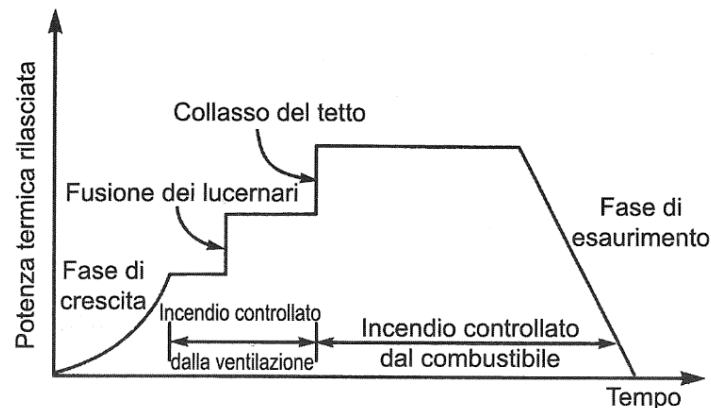 Potenza termica rilasciata
Collasso del tetto
Fusione dei lucernari
Fase di
crescita
Fase di
esaurimento
Incendio controllato
dalla ventilazione
Incendio controllato
dal combustibile
Tempo